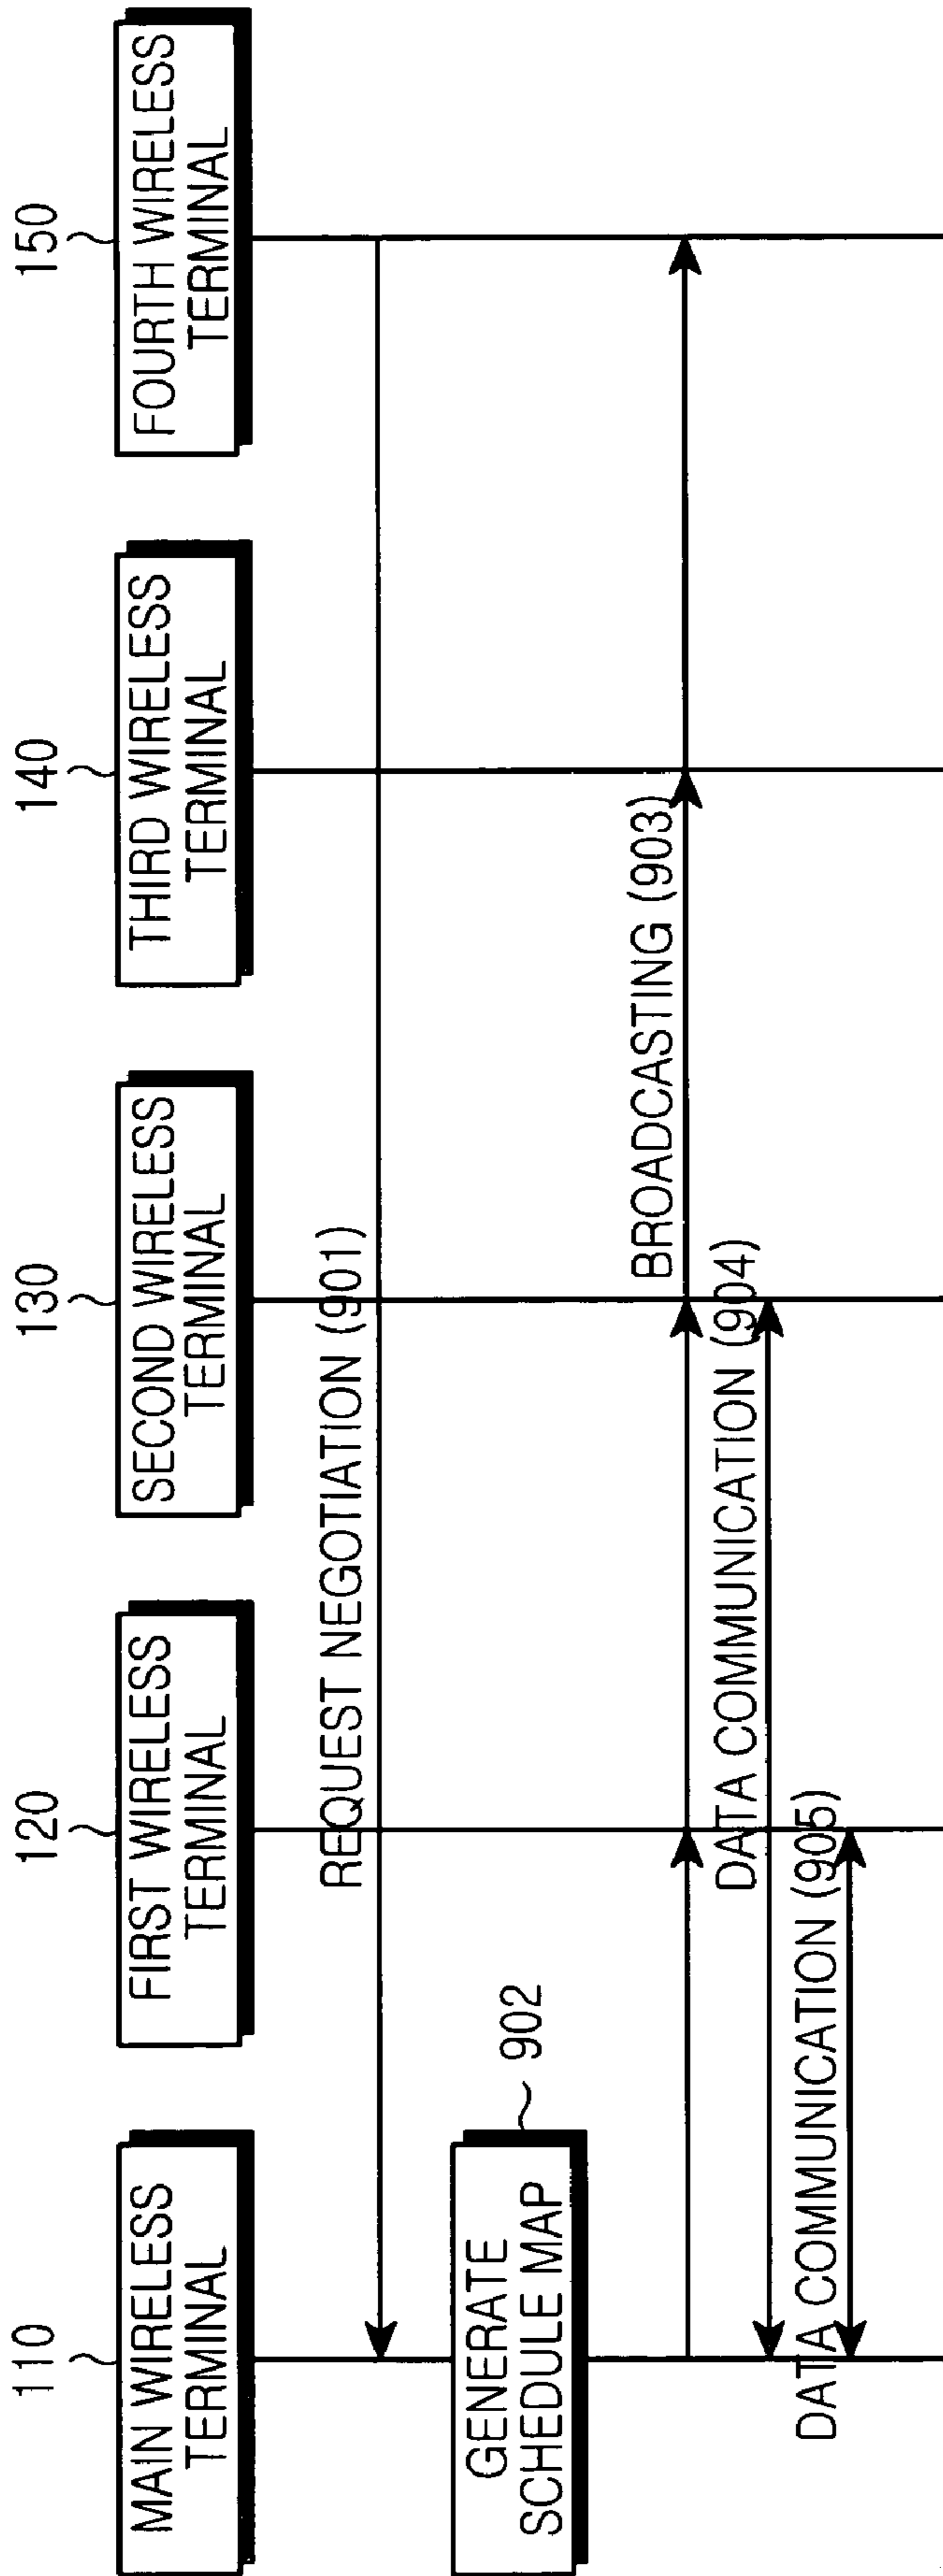 110
120
130
140
150
MAIN WIRELESS
TERMINAL
FIRST WIRELESS
TERMINAL
SECOND WIRELESS
TERMINAL
THIRD WIRELESS
TERMINAL
FOURTH WIRELESS
TERMINAL
REQUEST NEGOTIATION (901)
GENERATE
SCHEDULE MAP
902
BROADCASTING (903)
DATA COMMUNICATION (904)
DATA COMMUNICATION (905)